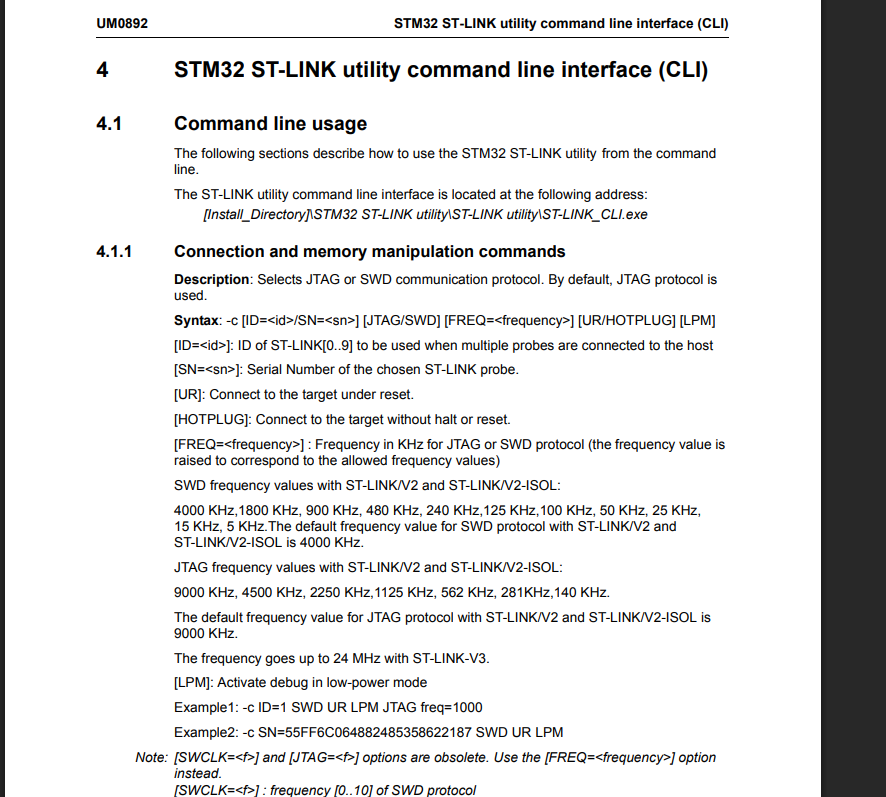 UM0892 STM32 ST-LINK utility command line interface (CLI)
4 STM32 ST-LINK utility command line interface (CLI)
4.1 Command line usage
The following sections describe how to use the STM32 ST-LINK utility from the command
line.
The ST-LINK utility command line interface is located at the following address:
[Install_Directory]\STM32 ST-LINK utility\ST-LINK utility\ST-LINK_CLI.exe
4.1.1 Connection and memory manipulation commands
Description: Selects JTAG or SWD communication protocol. By default, JTAG protocol is
used.
Syntax: -c [ID=<id>/SN=<sn>] [JTAG/SWD] [FREQ=<frequency>] [UR/HOTPLUG] [LPM]
[ID=<id>]: ID of ST-LINK[0..9] to be used when multiple probes are connected to the host
[SN=<sn>]: Serial Number of the chosen ST-LINK probe.
[UR]: Connect to the target under reset.
[HOTPLUG]: Connect to the target without halt or reset.
[FREQ=<frequency>] : Frequency in KHz for JTAG or SWD protocol (the frequency value is
raised to correspond to the allowed frequency values)
SWD frequency values with ST-LINK/V2 and ST-LINK/V2-ISOL:
4000 KHz,1800 KHz, 900 KHz, 480 KHz, 240 KHz,125 KHz,100 KHz, 50 KHz, 25 KHz,
15 KHz, 5 KHz.The default frequency value for SWD protocol with ST-LINK/V2 and
ST-LINK/V2-ISOL is 4000 KHz.
JTAG frequency values with ST-LINK/V2 and ST-LINK/V2-ISOL:
9000 KHz, 4500 KHz, 2250 KHz,1125 KHz, 562 KHz, 281KHz,140 KHz.
The default frequency value for JTAG protocol with ST-LINK/V2 and ST-LINK/V2-ISOL is
9000 KHz.
The frequency goes up to 24 MHz with ST-LINK-V3.
[LPM]: Activate debug in low-power mode
Example1: -c ID=1 SWD UR LPM JTAG freq=1000
Example2: -c SN=55FF6C064882485358622187 SWD UR LPM
Note: [SWCLK=<f>] and [JTAG=<f>] options are obsolete. Use the [FREQ=<frequency>] option
instead.
[SWCLK=<f>] : frequency [0..10] of SWD protocol